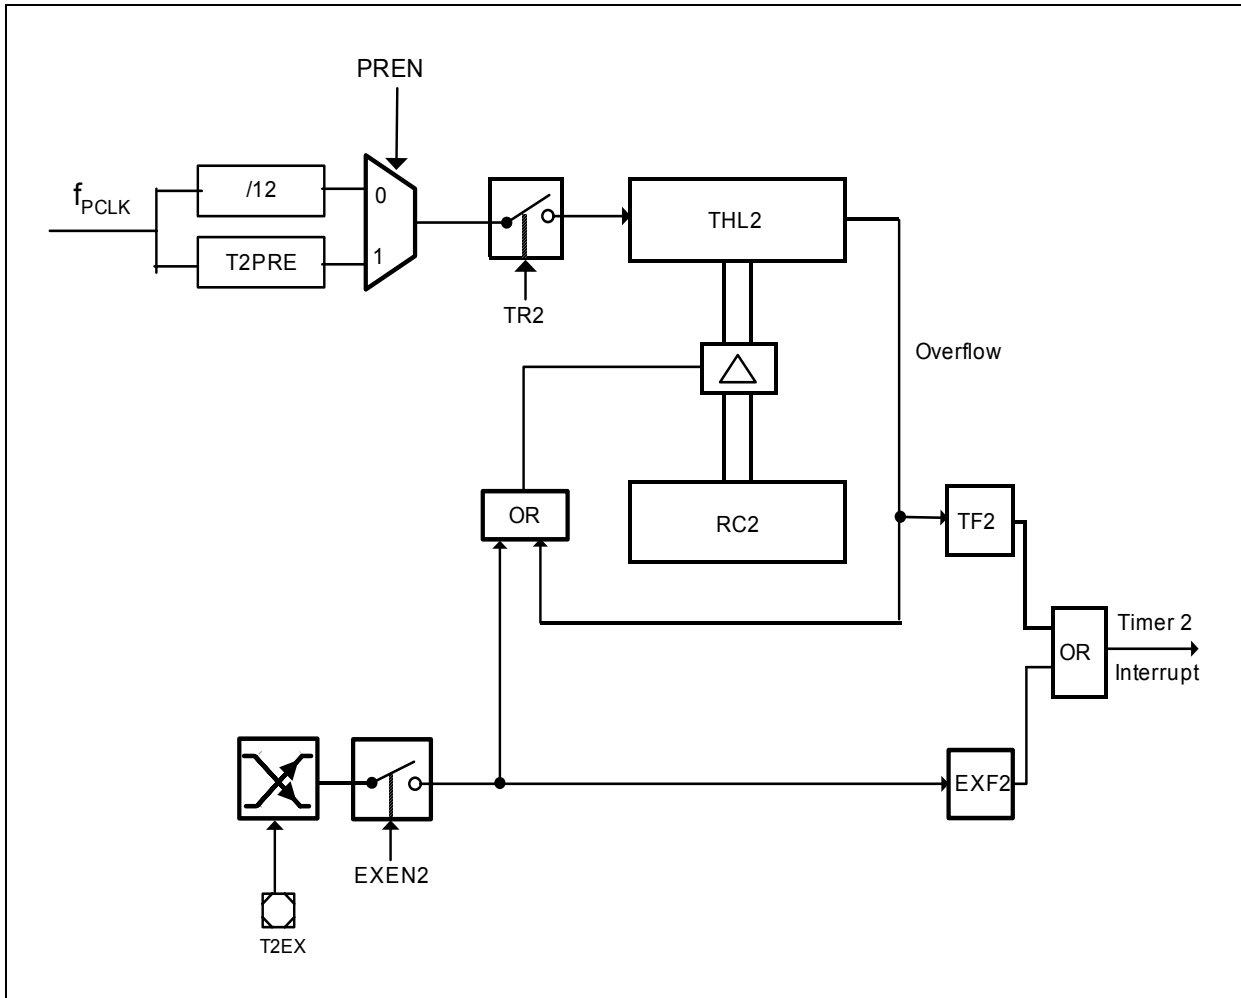 PREN
f_PCLK
/12
0
T2PRE
1
TR2
THL2
Overflow
OR
RC2
TF2
OR
Timer 2
Interrupt
EXF2
EXEN2
T2EX